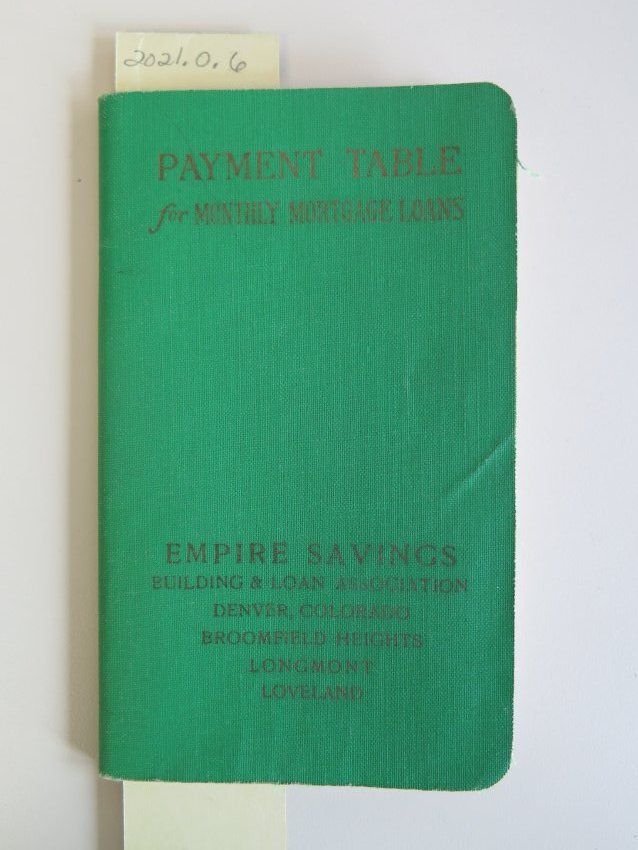 2021.0.6
PAYMENT TABLE
for MONTHLY MORTGAGE LOANS
EMPIRE SAVINGS
BUILDING & LOAN ASSOCIATION
DENVER, COLORADO
BROOMFIELD HEIGHTS
LONGMONT
LOVELAND